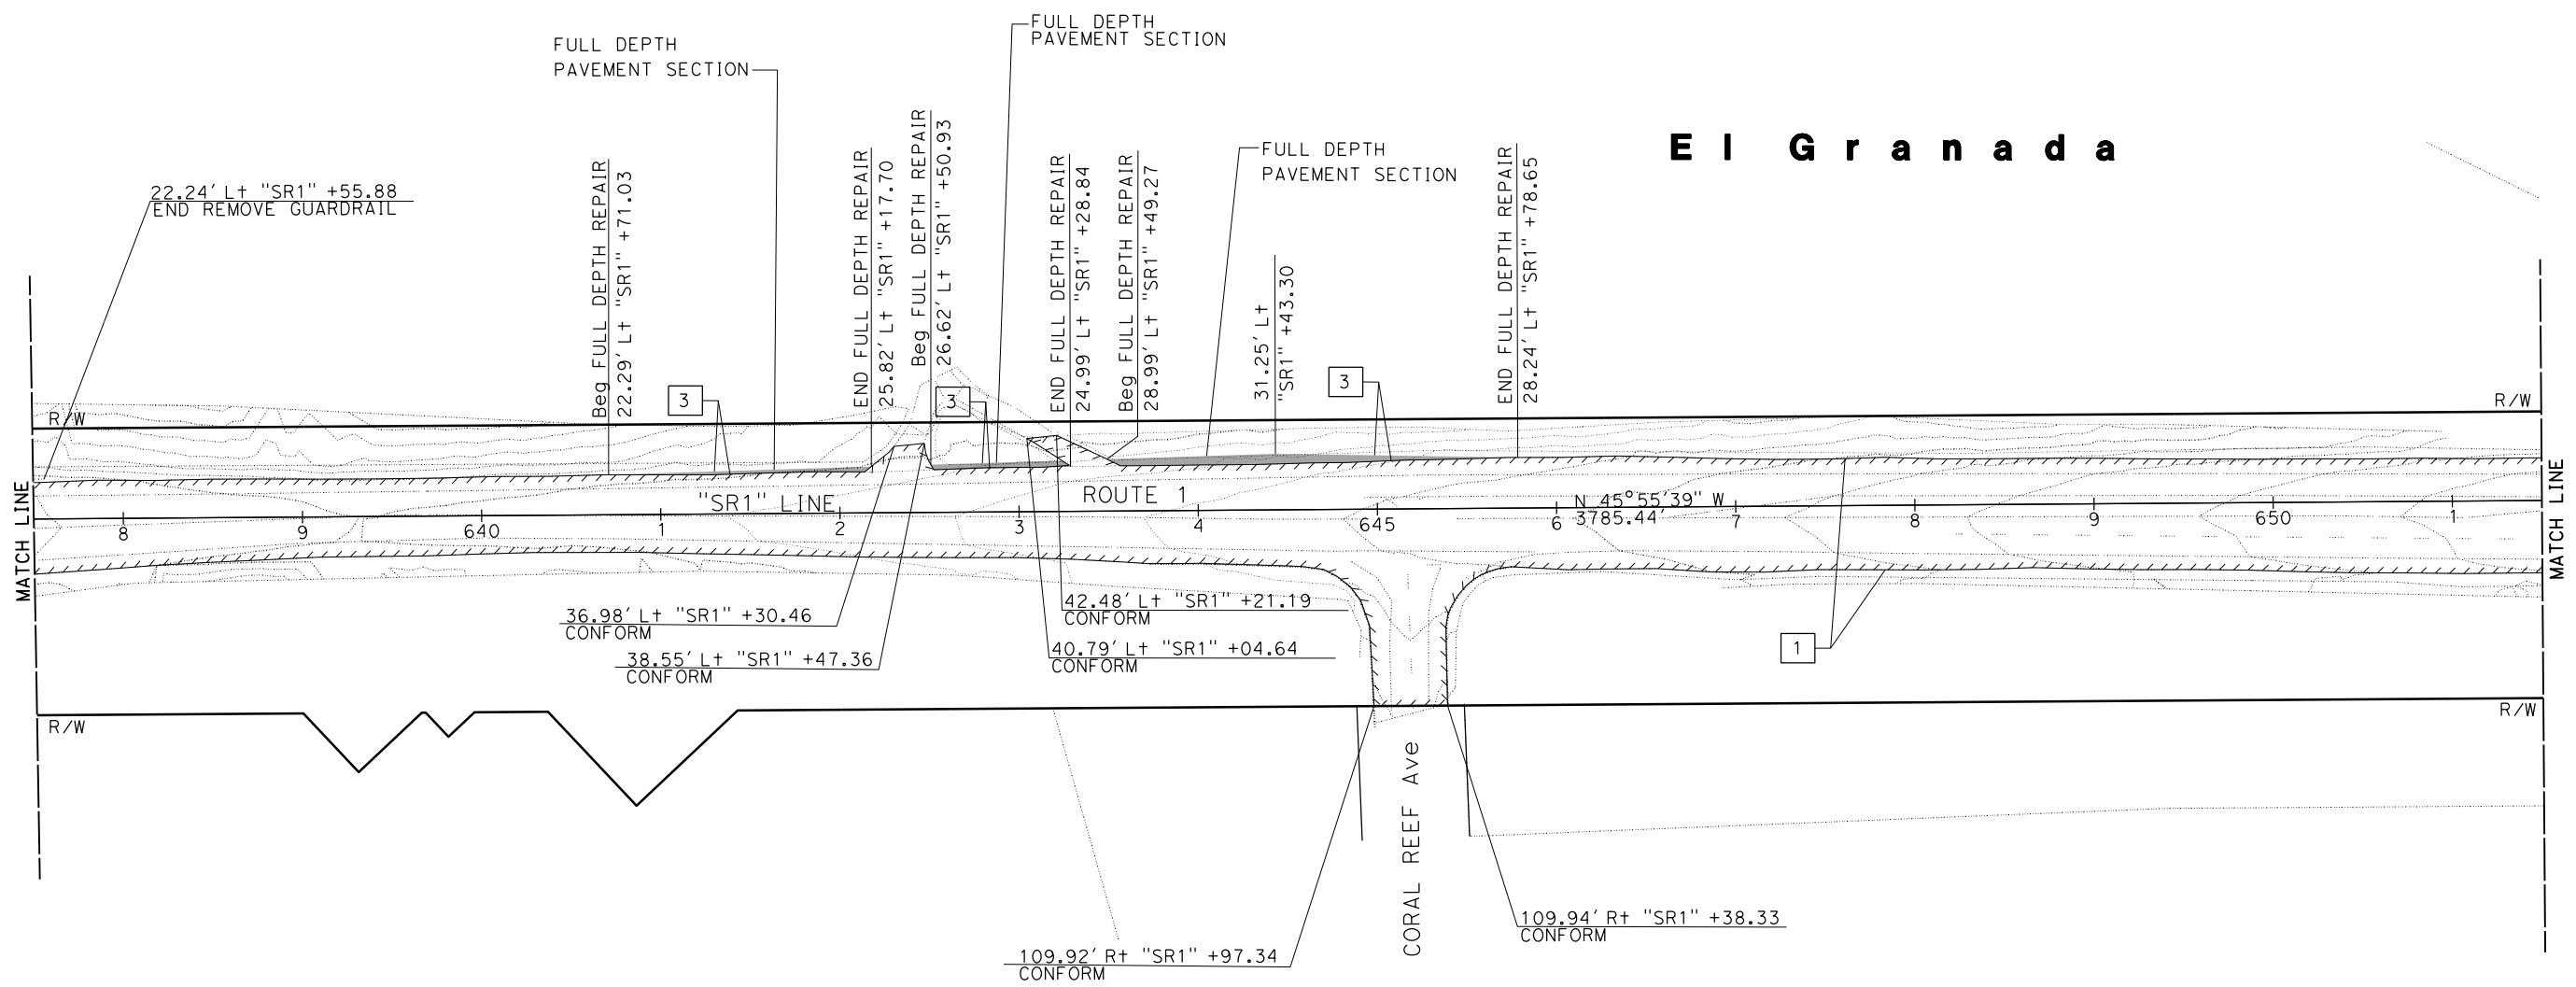 FULL DEPTH
PAVEMENT SECTION
FULL DEPTH
PAVEMENT SECTION
FULL DEPTH
PAVEMENT SECTION
El Granada
22.24' Lt "SR1" +55.88
END REMOVE GUARDRAIL
Beg FULL DEPTH REPAIR
22.29' Lt "SR1" +71.03
END FULL DEPTH REPAIR
25.82' Lt "SR1" +17.70
Beg FULL DEPTH REPAIR
26.62' Lt "SR1" +50.93
END FULL DEPTH REPAIR
24.99' Lt "SR1" +28.84
Beg FULL DEPTH REPAIR
28.99' Lt "SR1" +49.27
31.25' Lt
"SR1" +43.30
END FULL DEPTH REPAIR
28.24' Lt "SR1" +78.65
3
3
3
R/W
R/W
MATCH LINE
MATCH LINE
"SR1" LINE
ROUTE 1
N 45°55'39" W
3785.44'
8 9 640 1 2 3 4 645 6 7 8 9 650 1
36.98' Lt "SR1" +30.46
CONFORM
38.55' Lt "SR1" +47.36
CONFORM
42.48' Lt "SR1" +21.19
CONFORM
40.79' Lt "SR1" +04.64
CONFORM
1
R/W
R/W
CORAL REEF Ave
109.92' Rt "SR1" +97.34
CONFORM
109.94' Rt "SR1" +38.33
CONFORM